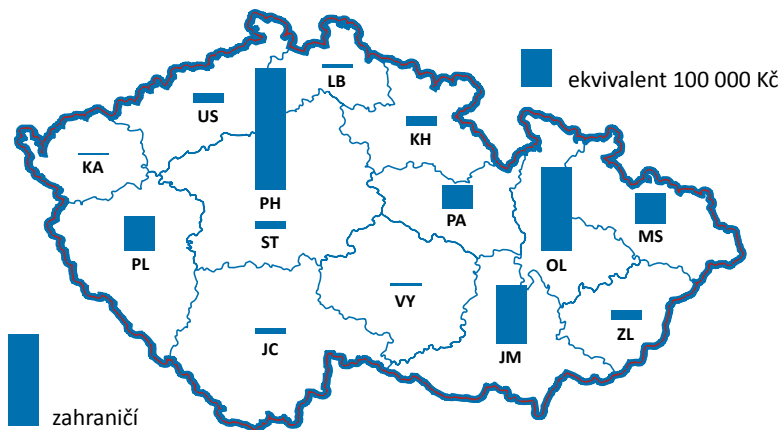 LB
ekvivalent 100 000 Kč
US
KH
KA
PH
PA
MS
ST
PL
OL
VY
ZL
JC
JM
zahraničí